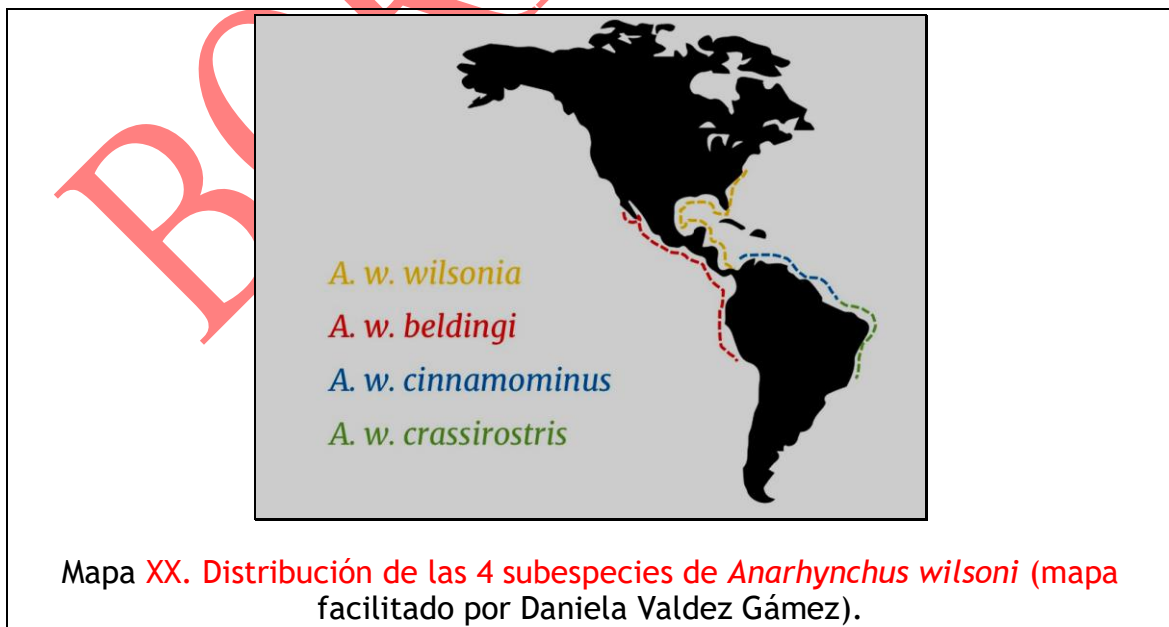 A. w. wilsonia
A. w. beldingi
A. w. cinnamominus
A. w. crassirostris
Mapa XX. Distribución de las 4 subespecies de Anarhynchus wilsoni (mapa
facilitado por Daniela Valdez Gámez).